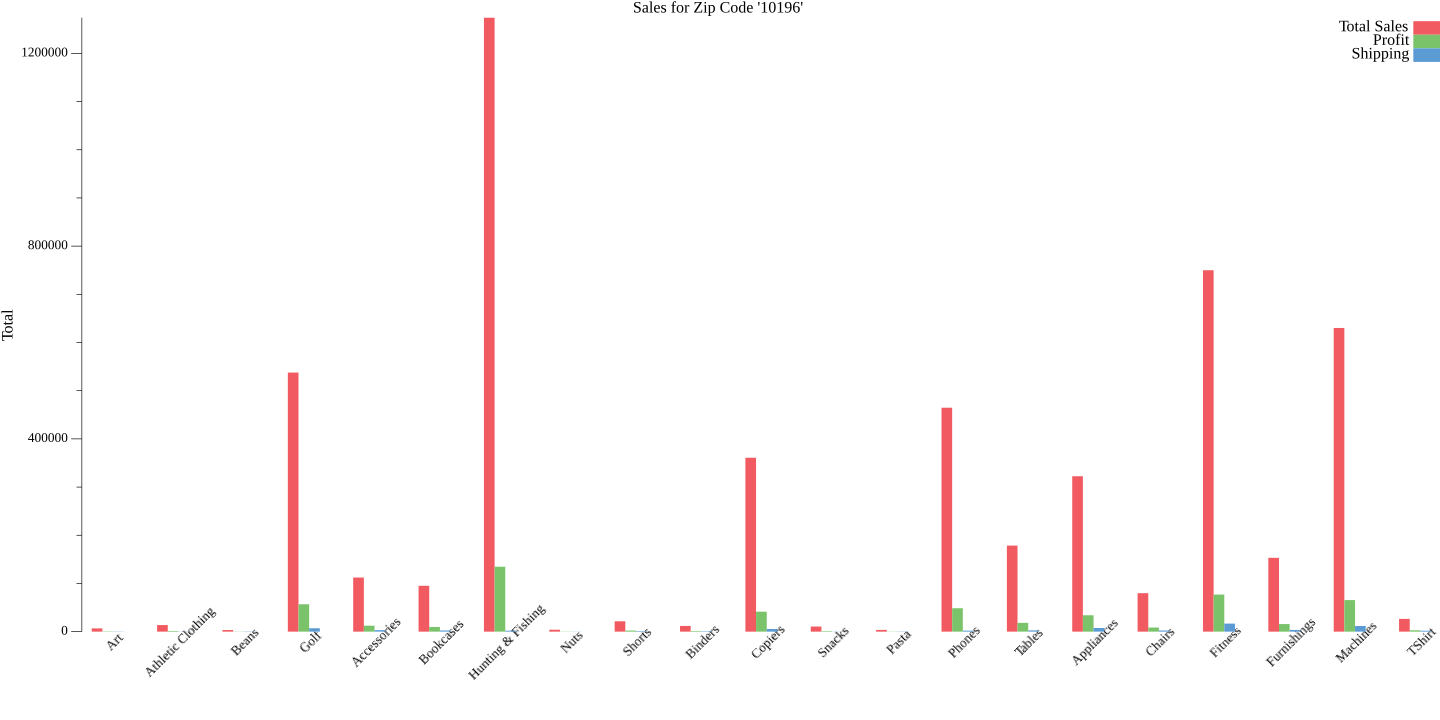 Sales for Zip Code '10196'
Total Sales
Profit
Shipping
1200000
800000
400000
0
Total
Art
Athletic Clothing
Beans
Golf
Accessories
Bookcases
Hunting & Fishing
Nuts
Shorts
Binders
Copiers
Snacks
Pasta
Phones
Tables
Appliances
Chairs
Fitness
Furnishings
Machines
TShirt